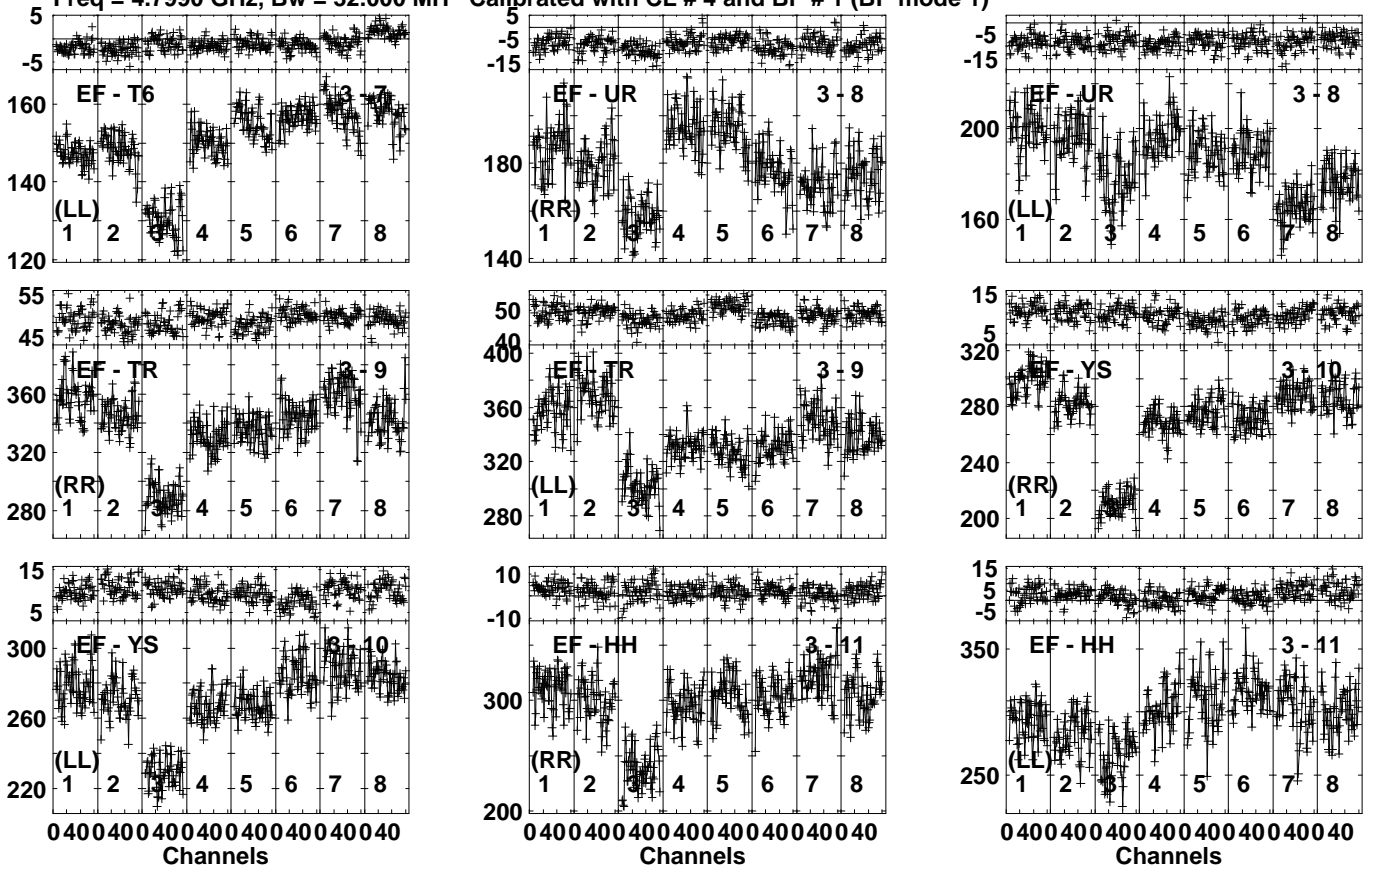 Freq = 4.7990 GHz, Bw = 32.000 MH Calibrated with CL # 4 and BP # 1 (BP mode 1)
5
-5
160
140
120
EF - T6
3 - 7
(LL)
1 2 3 4 5 6 7 8
5
-5
-15
180
140
EF - UR
3 - 8
(RR)
1 2 3 4 5 6 7 8
-5
-15
200
160
EF - UR
3 - 8
(LL)
1 2 3 4 5 6 7 8
55
45
360
320
280
EF - TR
3 - 9
(RR)
1 2 3 4 5 6 7 8
50
40
400
360
320
280
EF - TR
3 - 9
(LL)
1 2 3 4 5 6 7 8
15
5
320
280
240
200
EF - YS
3 - 10
(RR)
1 2 3 4 5 6 7 8
15
5
300
260
220
EF - YS
3 - 10
(LL)
1 2 3 4 5 6 7 8
0 40 0 40 0 40 0 40 0 40 0 40 0 40 0 40
Channels
10
-10
300
200
EF - HH
3 - 11
(RR)
1 2 3 4 5 6 7 8
0 40 0 40 0 40 0 40 0 40 0 40 0 40 0 40
Channels
15
5
-5
350
250
EF - HH
3 - 11
(LL)
1 2 3 4 5 6 7 8
0 40 0 40 0 40 0 40 0 40 0 40 0 40 0 40
Channels